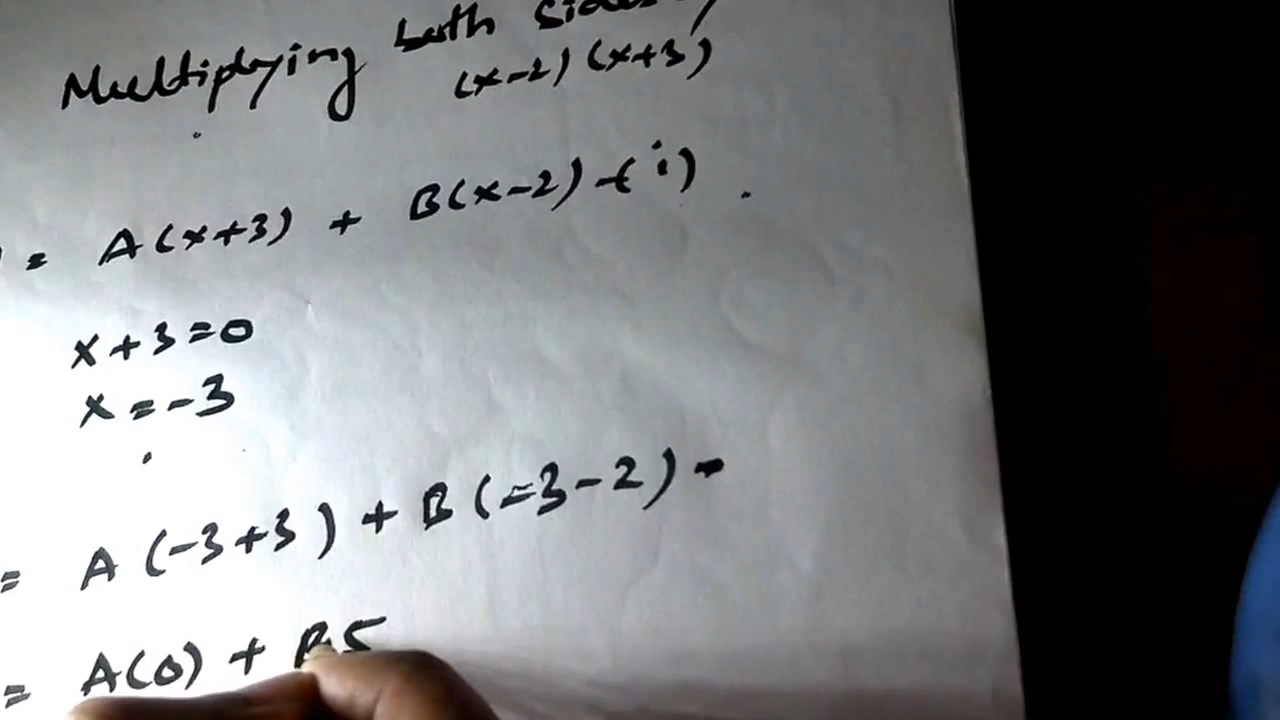 Multiplying both sides
(x-2) (x+3)
= A(x+3) + B(x-2) -(i)
x+3=0
x=-3
= A(-3+3) + B(-3-2)
= A(0) + B5